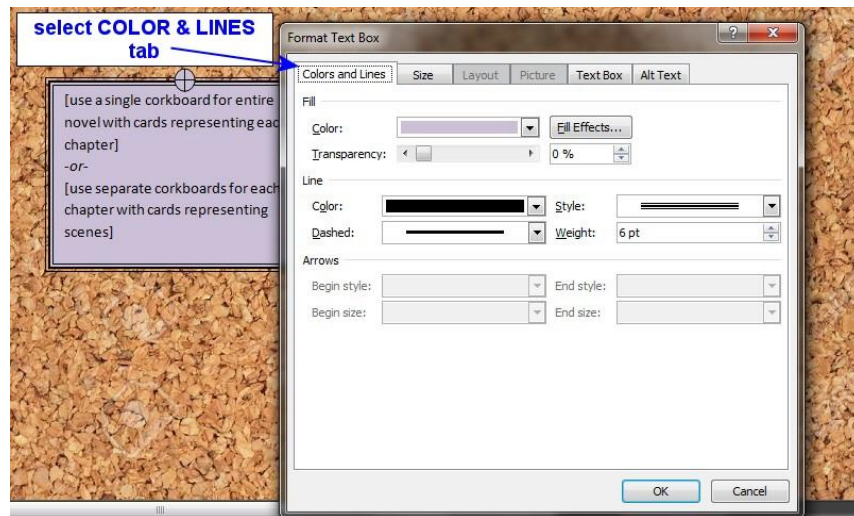 select COLOR & LINES
tab
[use a single corkboard for entire
novel with cards representing eac
chapter]
-or-
[use separate corkboards for each
chapter with cards representing
scenes]
Format Text Box
Colors and Lines Size Layout Picture Text Box Alt Text
Fill
Color: Fill Effects...
Transparency: 0 %
Line
Color: Style:
Dashed: Weight: 6 pt
Arrows
Begin style: End style:
Begin size: End size:
OK Cancel